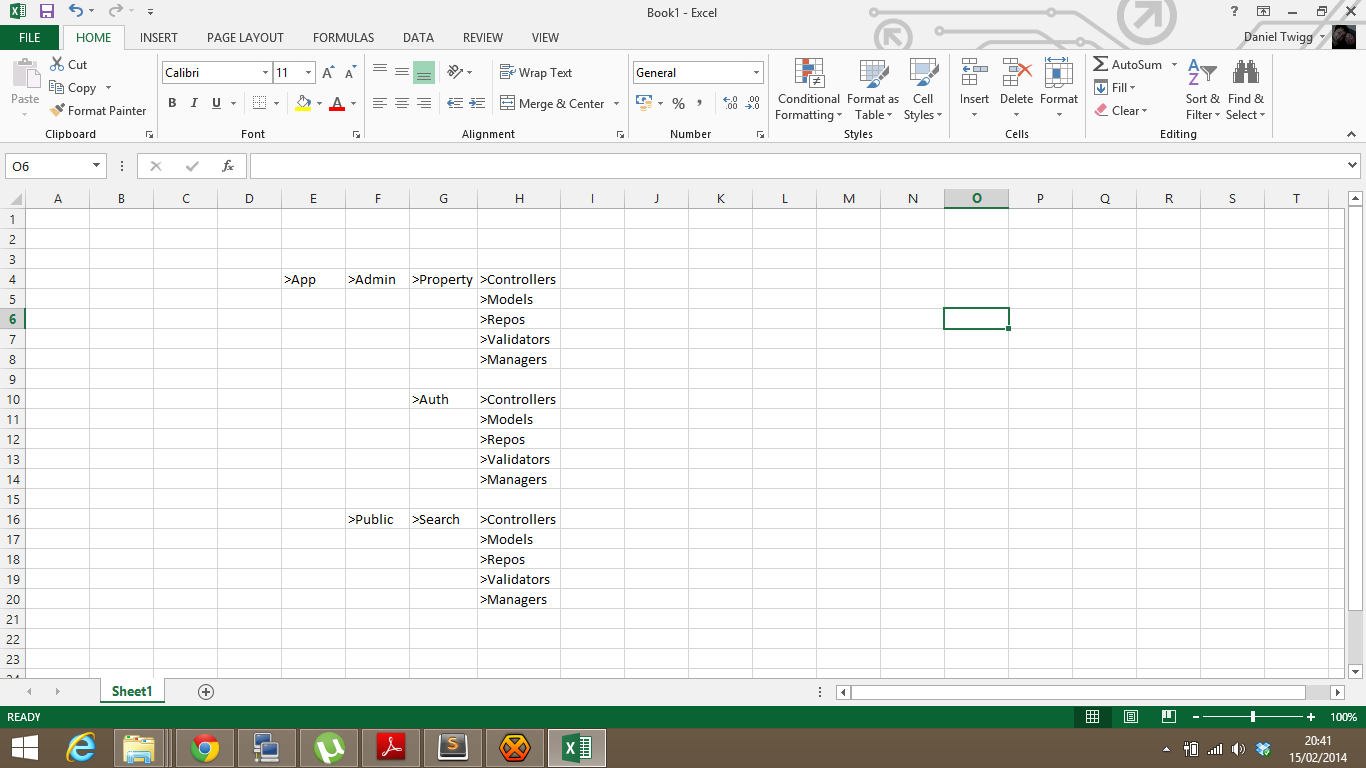 Book1 - Excel
FILE HOME INSERT PAGE LAYOUT FORMULAS DATA REVIEW VIEW Daniel Twigg
Paste
Cut
Copy
Format Painter
Clipboard
Calibri 11
B I U A
Font
Wrap Text
Merge & Center
Alignment
General
%
Number
Conditional Formatting
Format as Table
Cell Styles
Styles
Insert
Delete
Format
Cells
AutoSum
Fill
Clear
Sort & Filter
Find & Select
Editing
O6 fx
A B C D E F G H I J K L M N O P Q R S T
1
2
3
4 >App >Admin >Property >Controllers
5 >Models
6 >Repos
7 >Validators
8 >Managers
9
10 >Auth >Controllers
11 >Models
12 >Repos
13 >Validators
14 >Managers
15
16 >Public >Search >Controllers
17 >Models
18 >Repos
19 >Validators
20 >Managers
21
22
23
24
Sheet1
READY 100%
20:41
15/02/2014